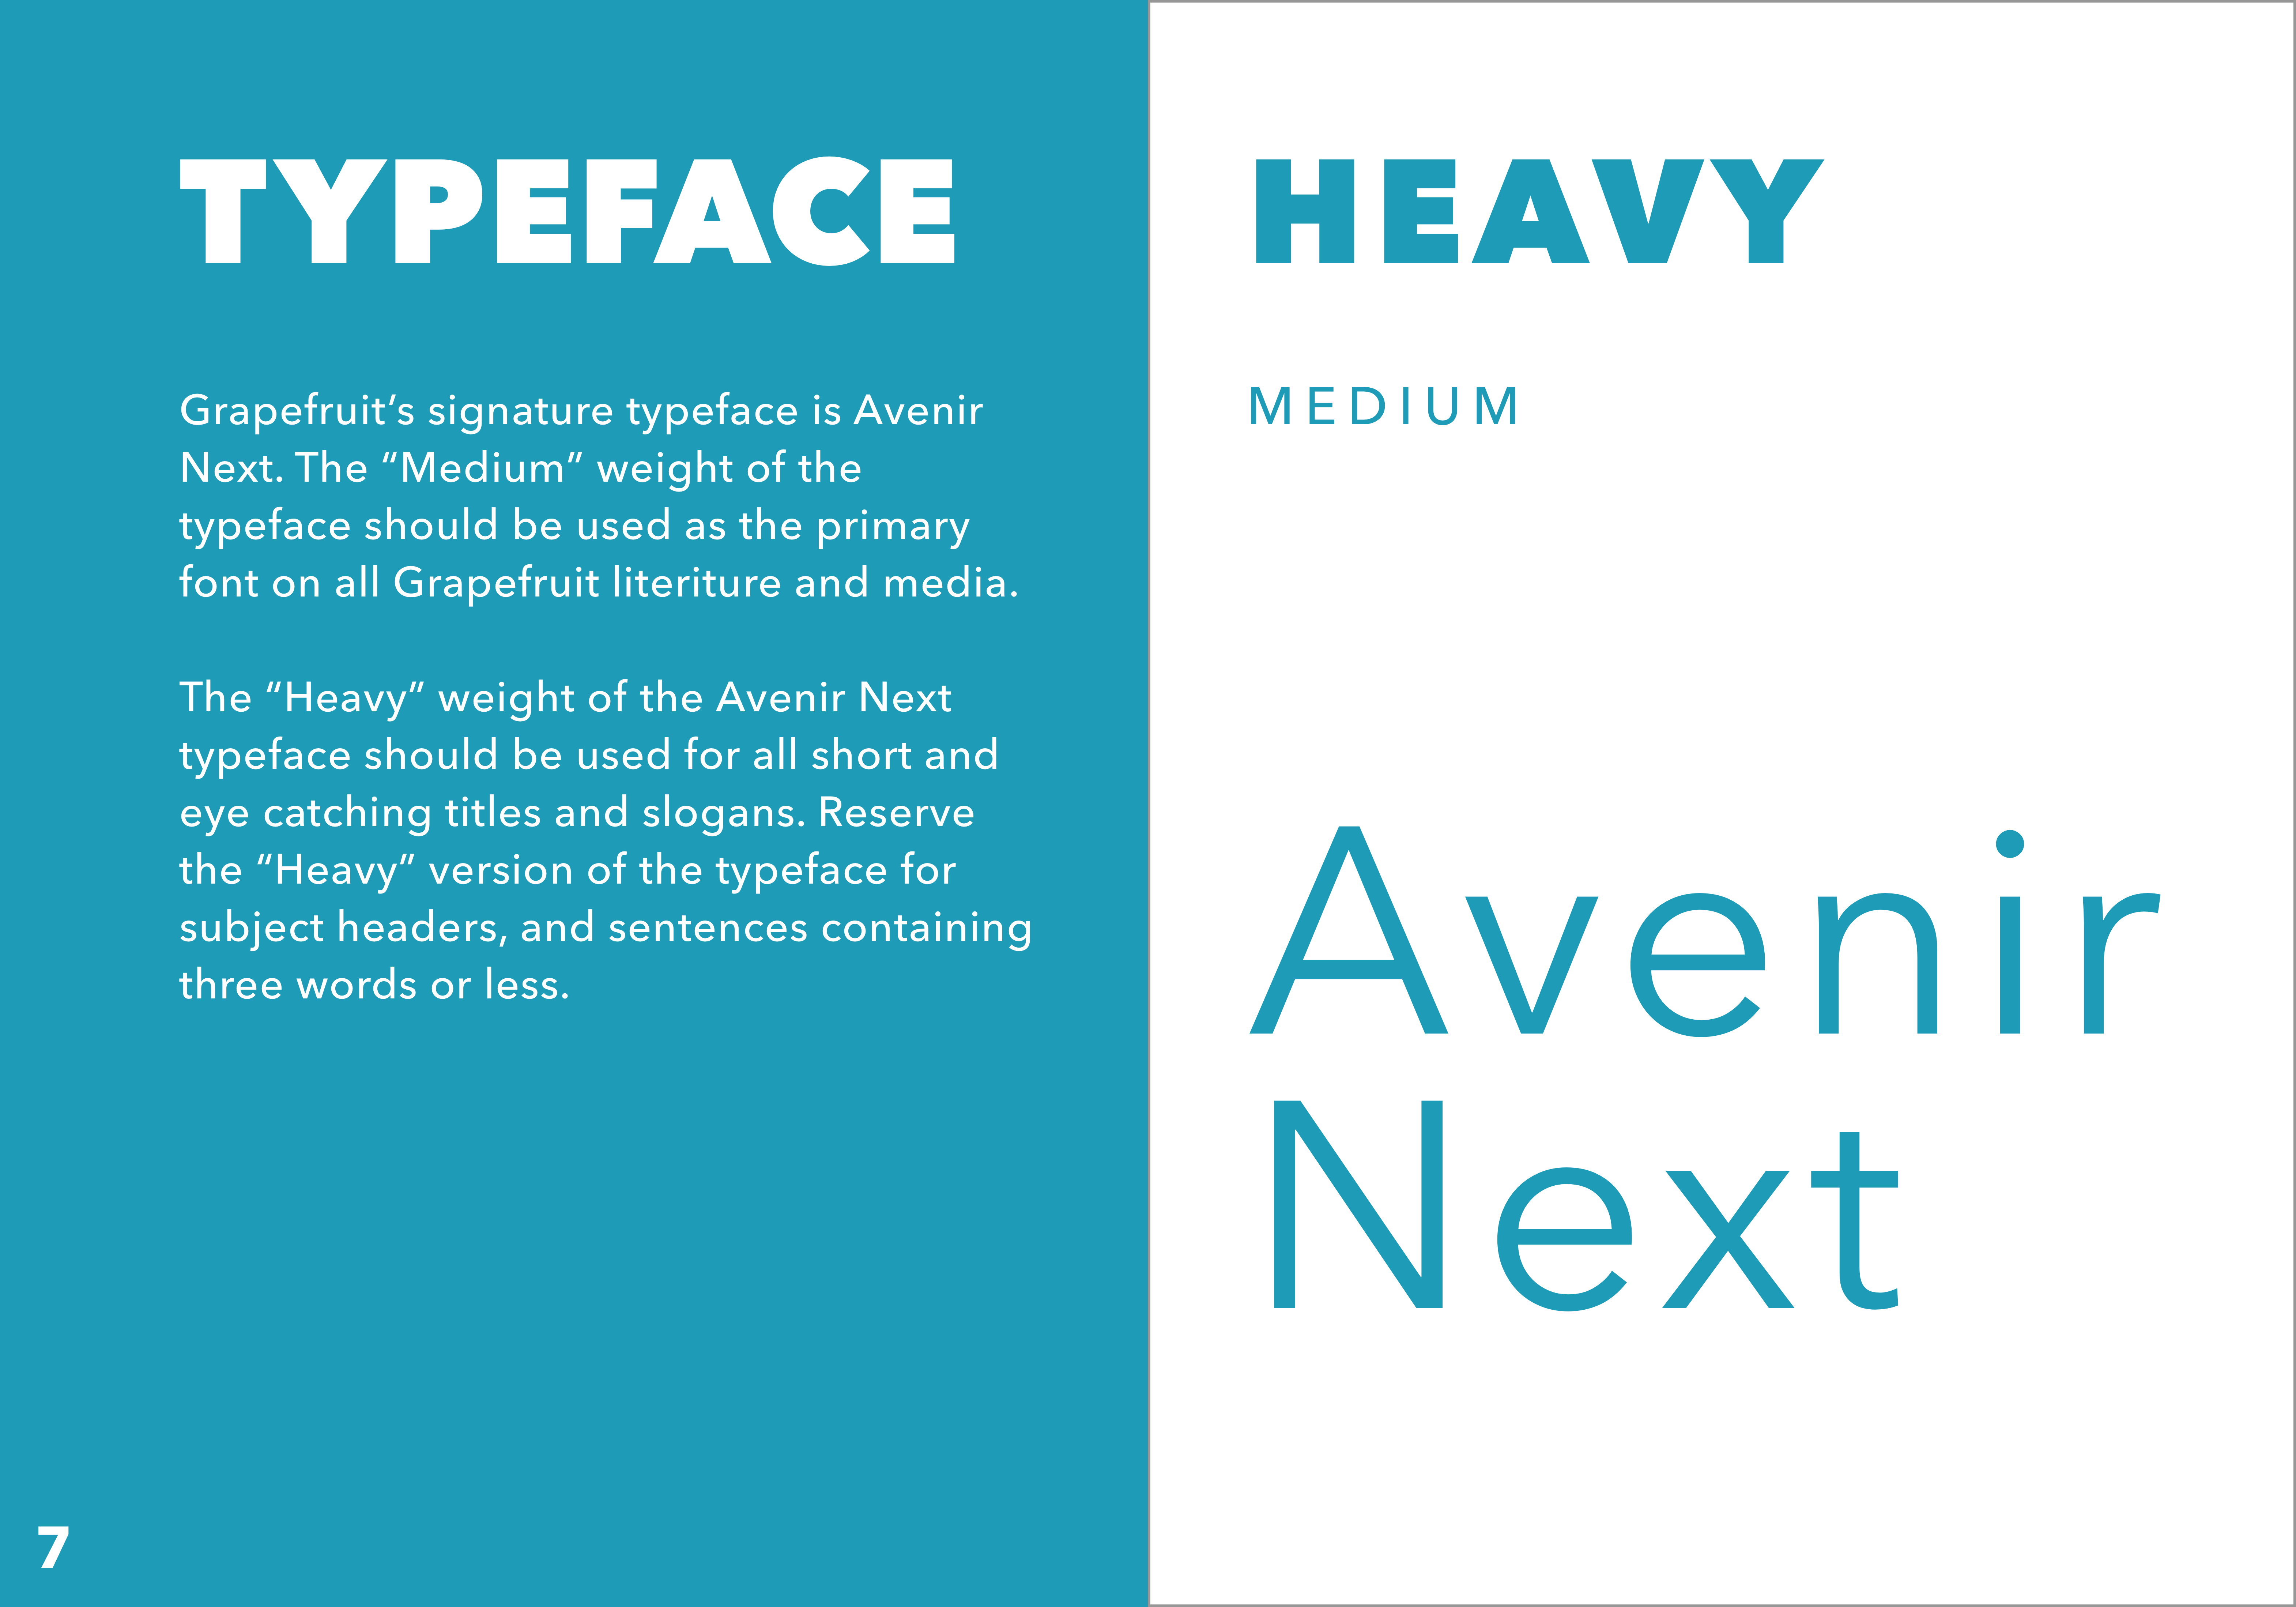 TYPEFACE
Grapefruit‘s signature typeface is Avenir
Next. The “Medium” weight of the
typeface should be used as the primary
font on all Grapefruit literiture and media.
The “Heavy” weight of the Avenir Next
typeface should be used for all short and
eye catching titles and slogans. Reserve
the “Heavy” version of the typeface for
subject headers, and sentences containing
three words or less.
7
HEAVY
MEDIUM
Avenir
Next